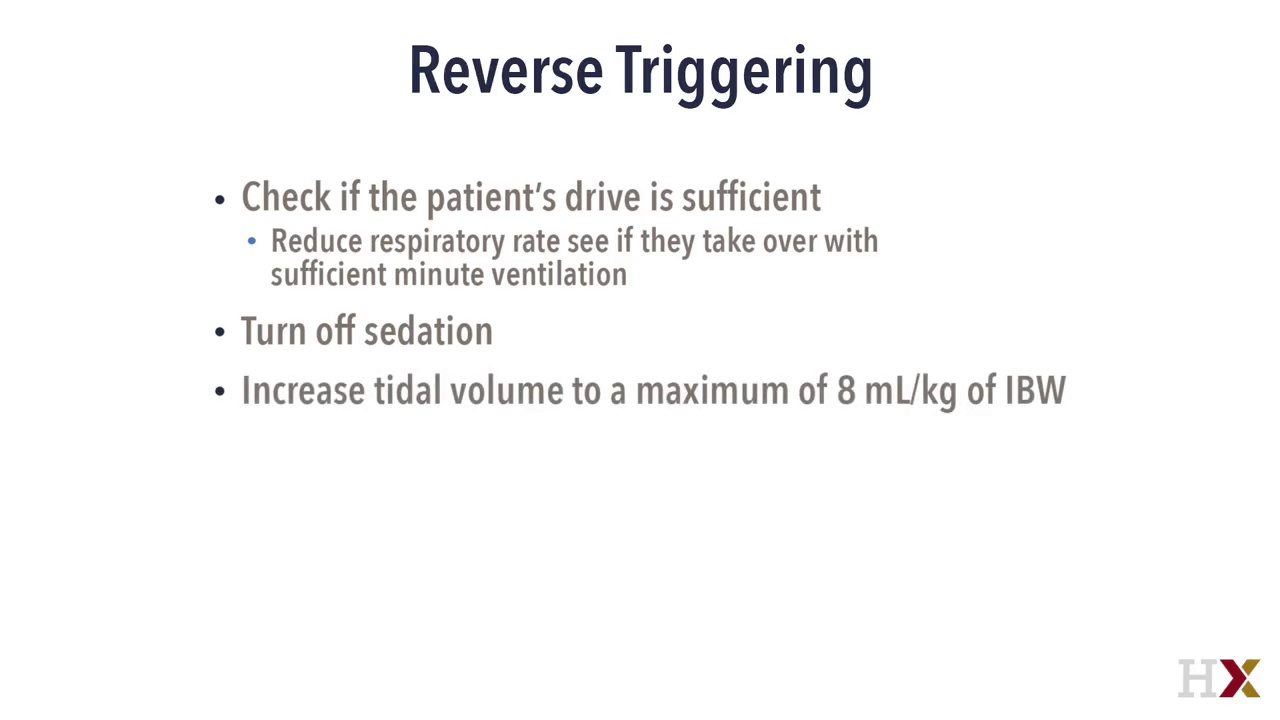 Reverse Triggering
• Check if the patient's drive is sufficient
• Reduce respiratory rate see if they take over with
sufficient minute ventilation
• Turn off sedation
• Increase tidal volume to a maximum of 8 mL/kg of IBW
HX